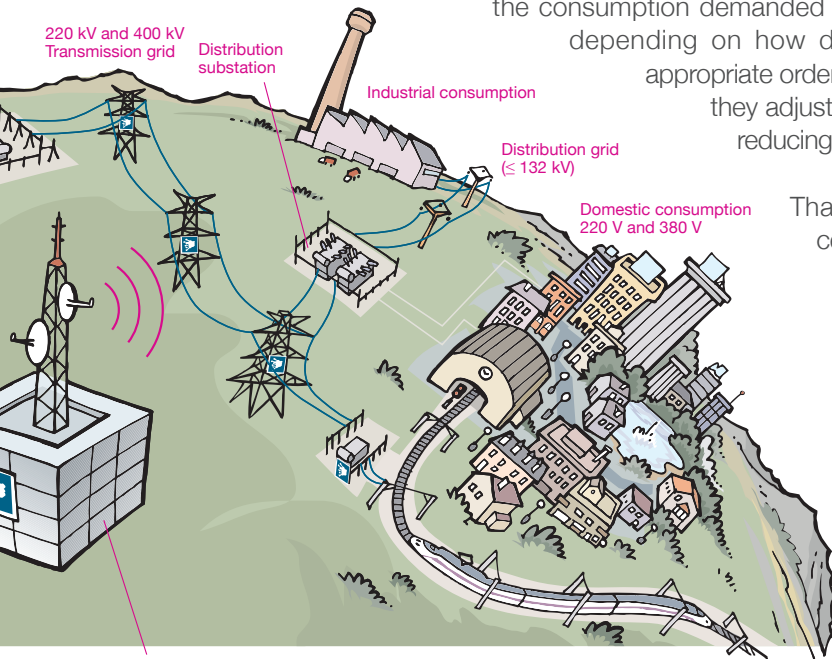 the consumption demanded
depending on how d
appropriate order
they adjust
reducing
Tha
co
220 kV and 400 kV
Transmission grid
Distribution
substation
Industrial consumption
Distribution grid
(≤ 132 kV)
Domestic consumption
220 V and 380 V